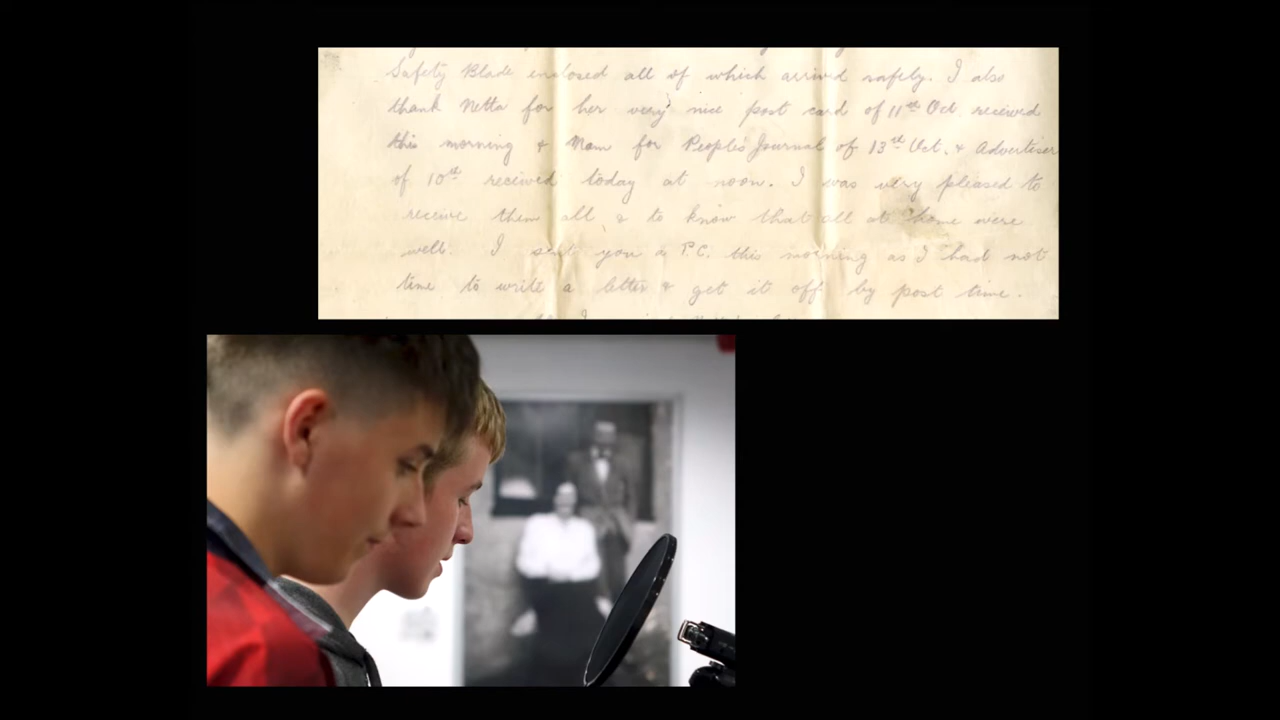 Safety Blade enclosed all of which arrived safely. I also
thank Netta for her very nice post card of 11th Oct. received
this morning & Mam for People's Journal of 13th Oct. & Advertiser
of 10th received today at noon. I was very pleased to
receive them all & to know that all at home were
well. I sent you a P.C. this morning as I had not
time to write a letter & get it off by post time.